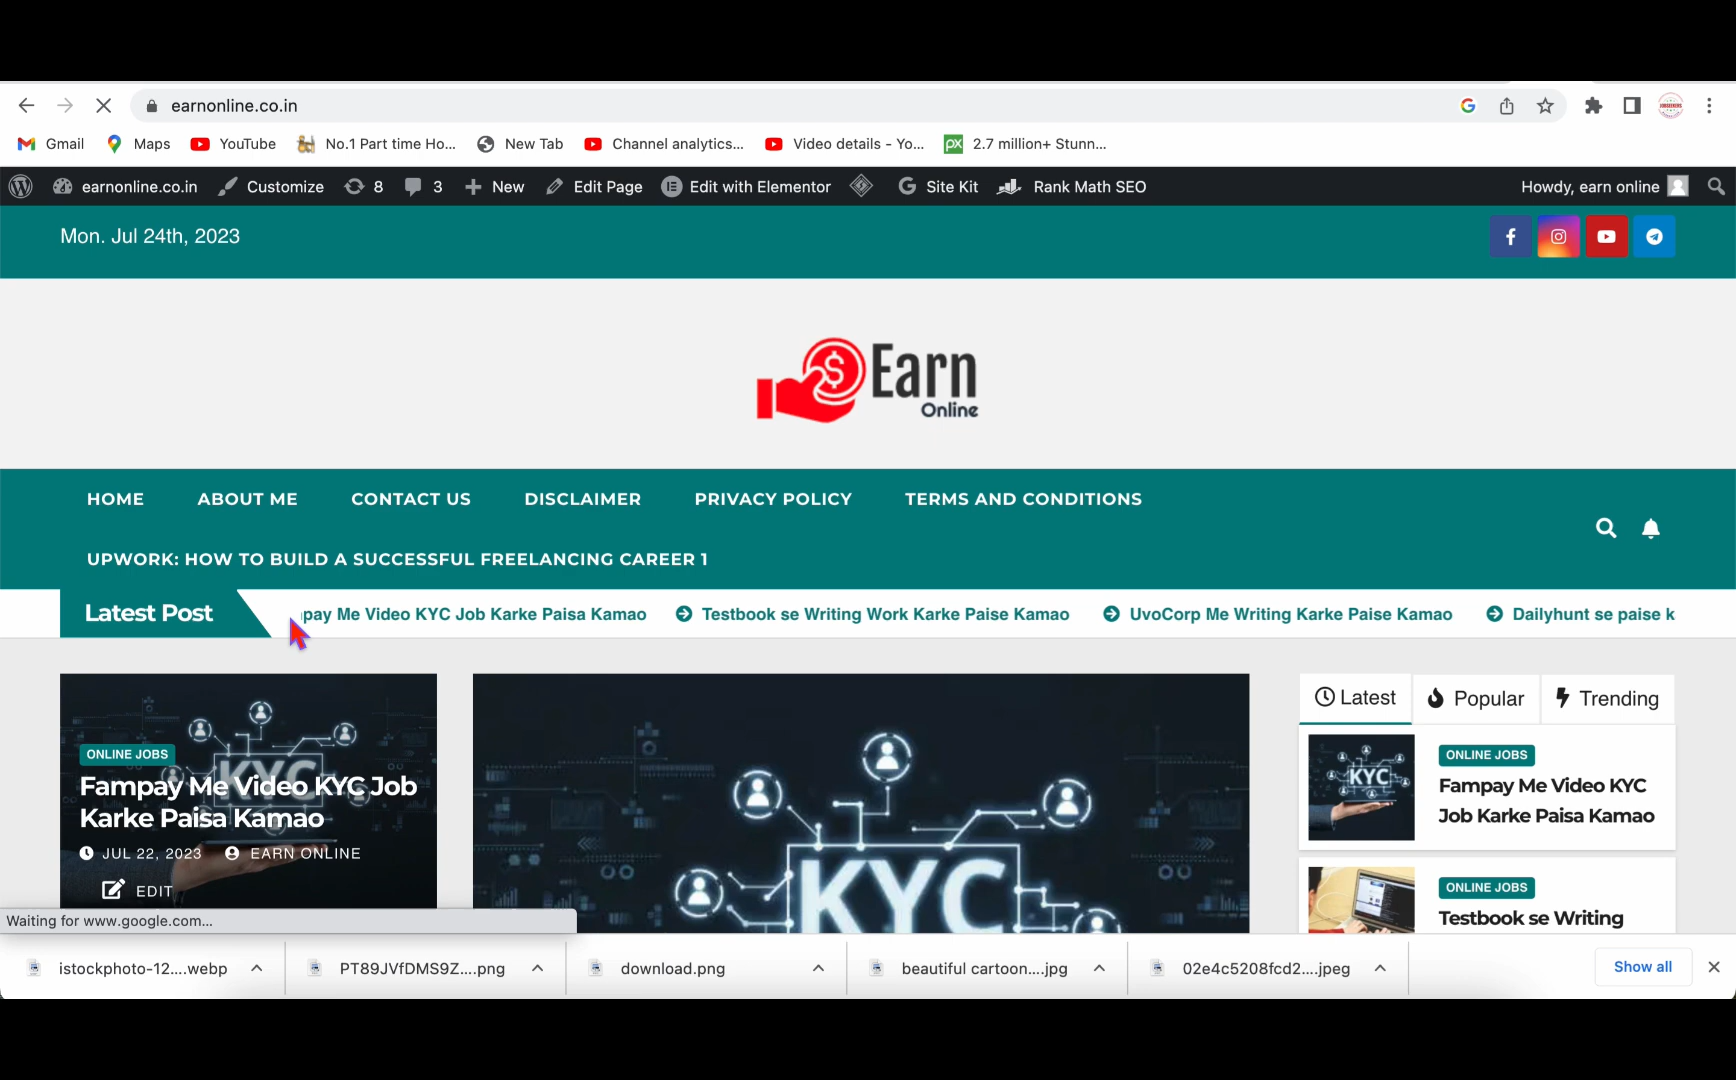 earnonline.co.in
Gmail Maps YouTube No.1 Part time Ho... New Tab Channel analytics... Video details - Yo... 2.7 million+ Stunn...
earnonline.co.in Customize 8 3 New Edit Page Edit with Elementor Site Kit Rank Math SEO Howdy, earn online
Mon. Jul 24th, 2023
Earn
Online
HOME ABOUT ME CONTACT US DISCLAIMER PRIVACY POLICY TERMS AND CONDITIONS
UPWORK: HOW TO BUILD A SUCCESSFUL FREELANCING CAREER 1
Latest Post pay Me Video KYC Job Karke Paisa Kamao Testbook se Writing Work Karke Paise Kamao UvoCorp Me Writing Karke Paise Kamao Dailyhunt se paise k
ONLINE JOBS
Fampay Me Video KYC Job
Karke Paisa Kamao
JUL 22, 2023 EARN ONLINE
EDIT
KYC
KYC
Latest Popular Trending
KYC
ONLINE JOBS
Fampay Me Video KYC
Job Karke Paisa Kamao
ONLINE JOBS
Testbook se Writing
Waiting for www.google.com...
istockphoto-12....webp PT89JVfDMS9Z....png download.png beautiful cartoon....jpg 02e4c5208fcd2....jpeg Show all